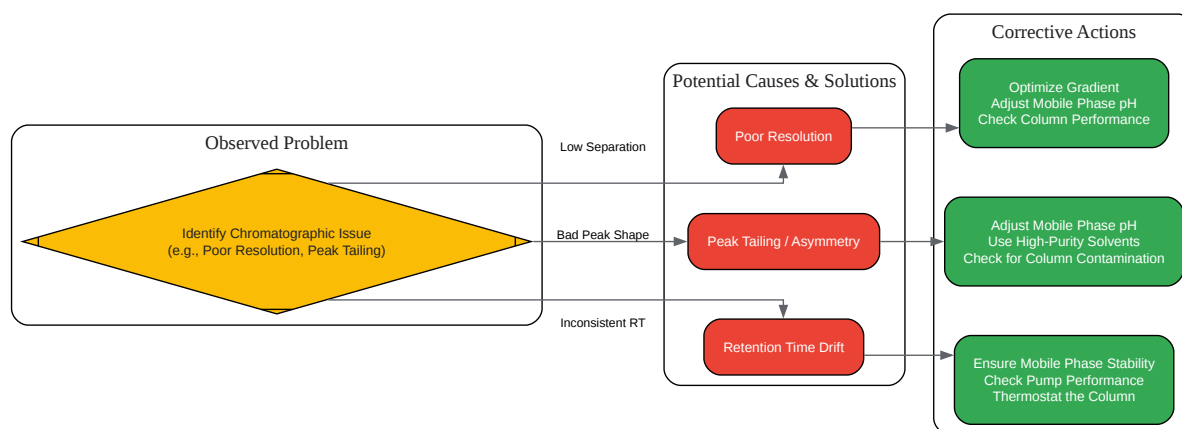 Observed Problem
Identify Chromatographic Issue
(e.g., Poor Resolution, Peak Tailing)
Low Separation
Bad Peak Shape
Inconsistent RT
Potential Causes & Solutions
Poor Resolution
Peak Tailing / Asymmetry
Retention Time Drift
Corrective Actions
Optimize Gradient
Adjust Mobile Phase pH
Check Column Performance
Adjust Mobile Phase pH
Use High-Purity Solvents
Check for Column Contamination
Ensure Mobile Phase Stability
Check Pump Performance
Thermostat the Column